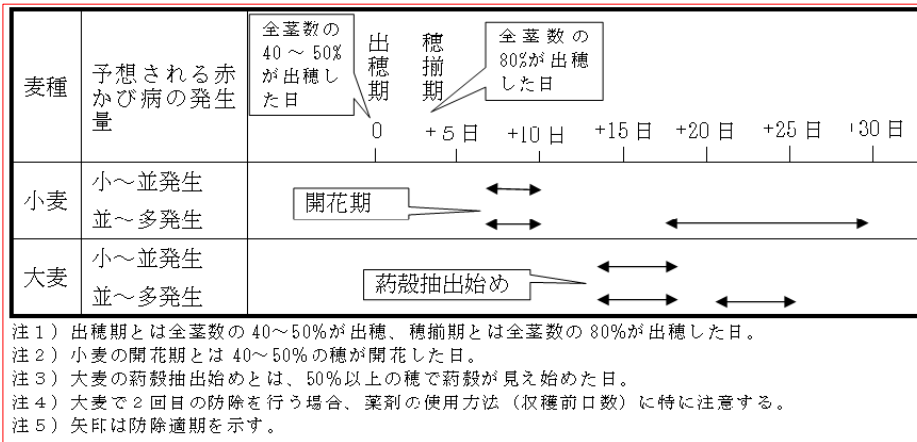 麦種
予想される赤
かび病の発生
量
全茎数の
40～50%
が出穂し
た日
出穂期
穂揃期
全茎数の
80%が出穂
した日
0
+5日
+10日
+15日
+20日
+25日
+30日
小麦
小～並発生
並～多発生
開花期
大麦
小～並発生
並～多発生
葯殻抽出始め
注1）出穂期とは全茎数の40～50%が出穂、穂揃期とは全茎数の80%が出穂した日。
注2）小麦の開花期とは40～50%の穂が開花した日。
注3）大麦の葯殻抽出始めとは、50%以上の穂で葯殻が見え始めた日。
注4）大麦で2回目の防除を行う場合、薬剤の使用方法（収穫前日数）に特に注意する。
注5）矢印は防除適期を示す。